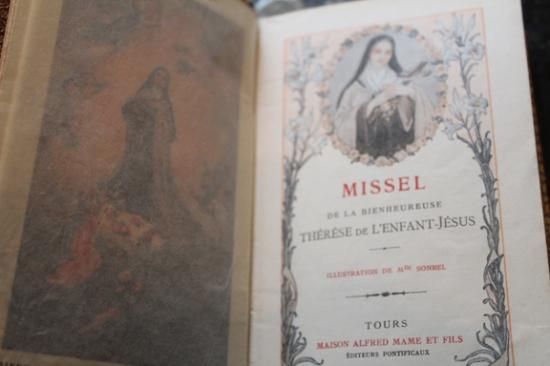 MISSEL
DE LA BIENHEUREUSE
THÉRÈSE DE L'ENFANT-JÉSUS
ILLUSTRATION DE Mme SONREL
TOURS
MAISON ALFRED MAME ET FILS
ÉDITEURS PONTIFICAUX